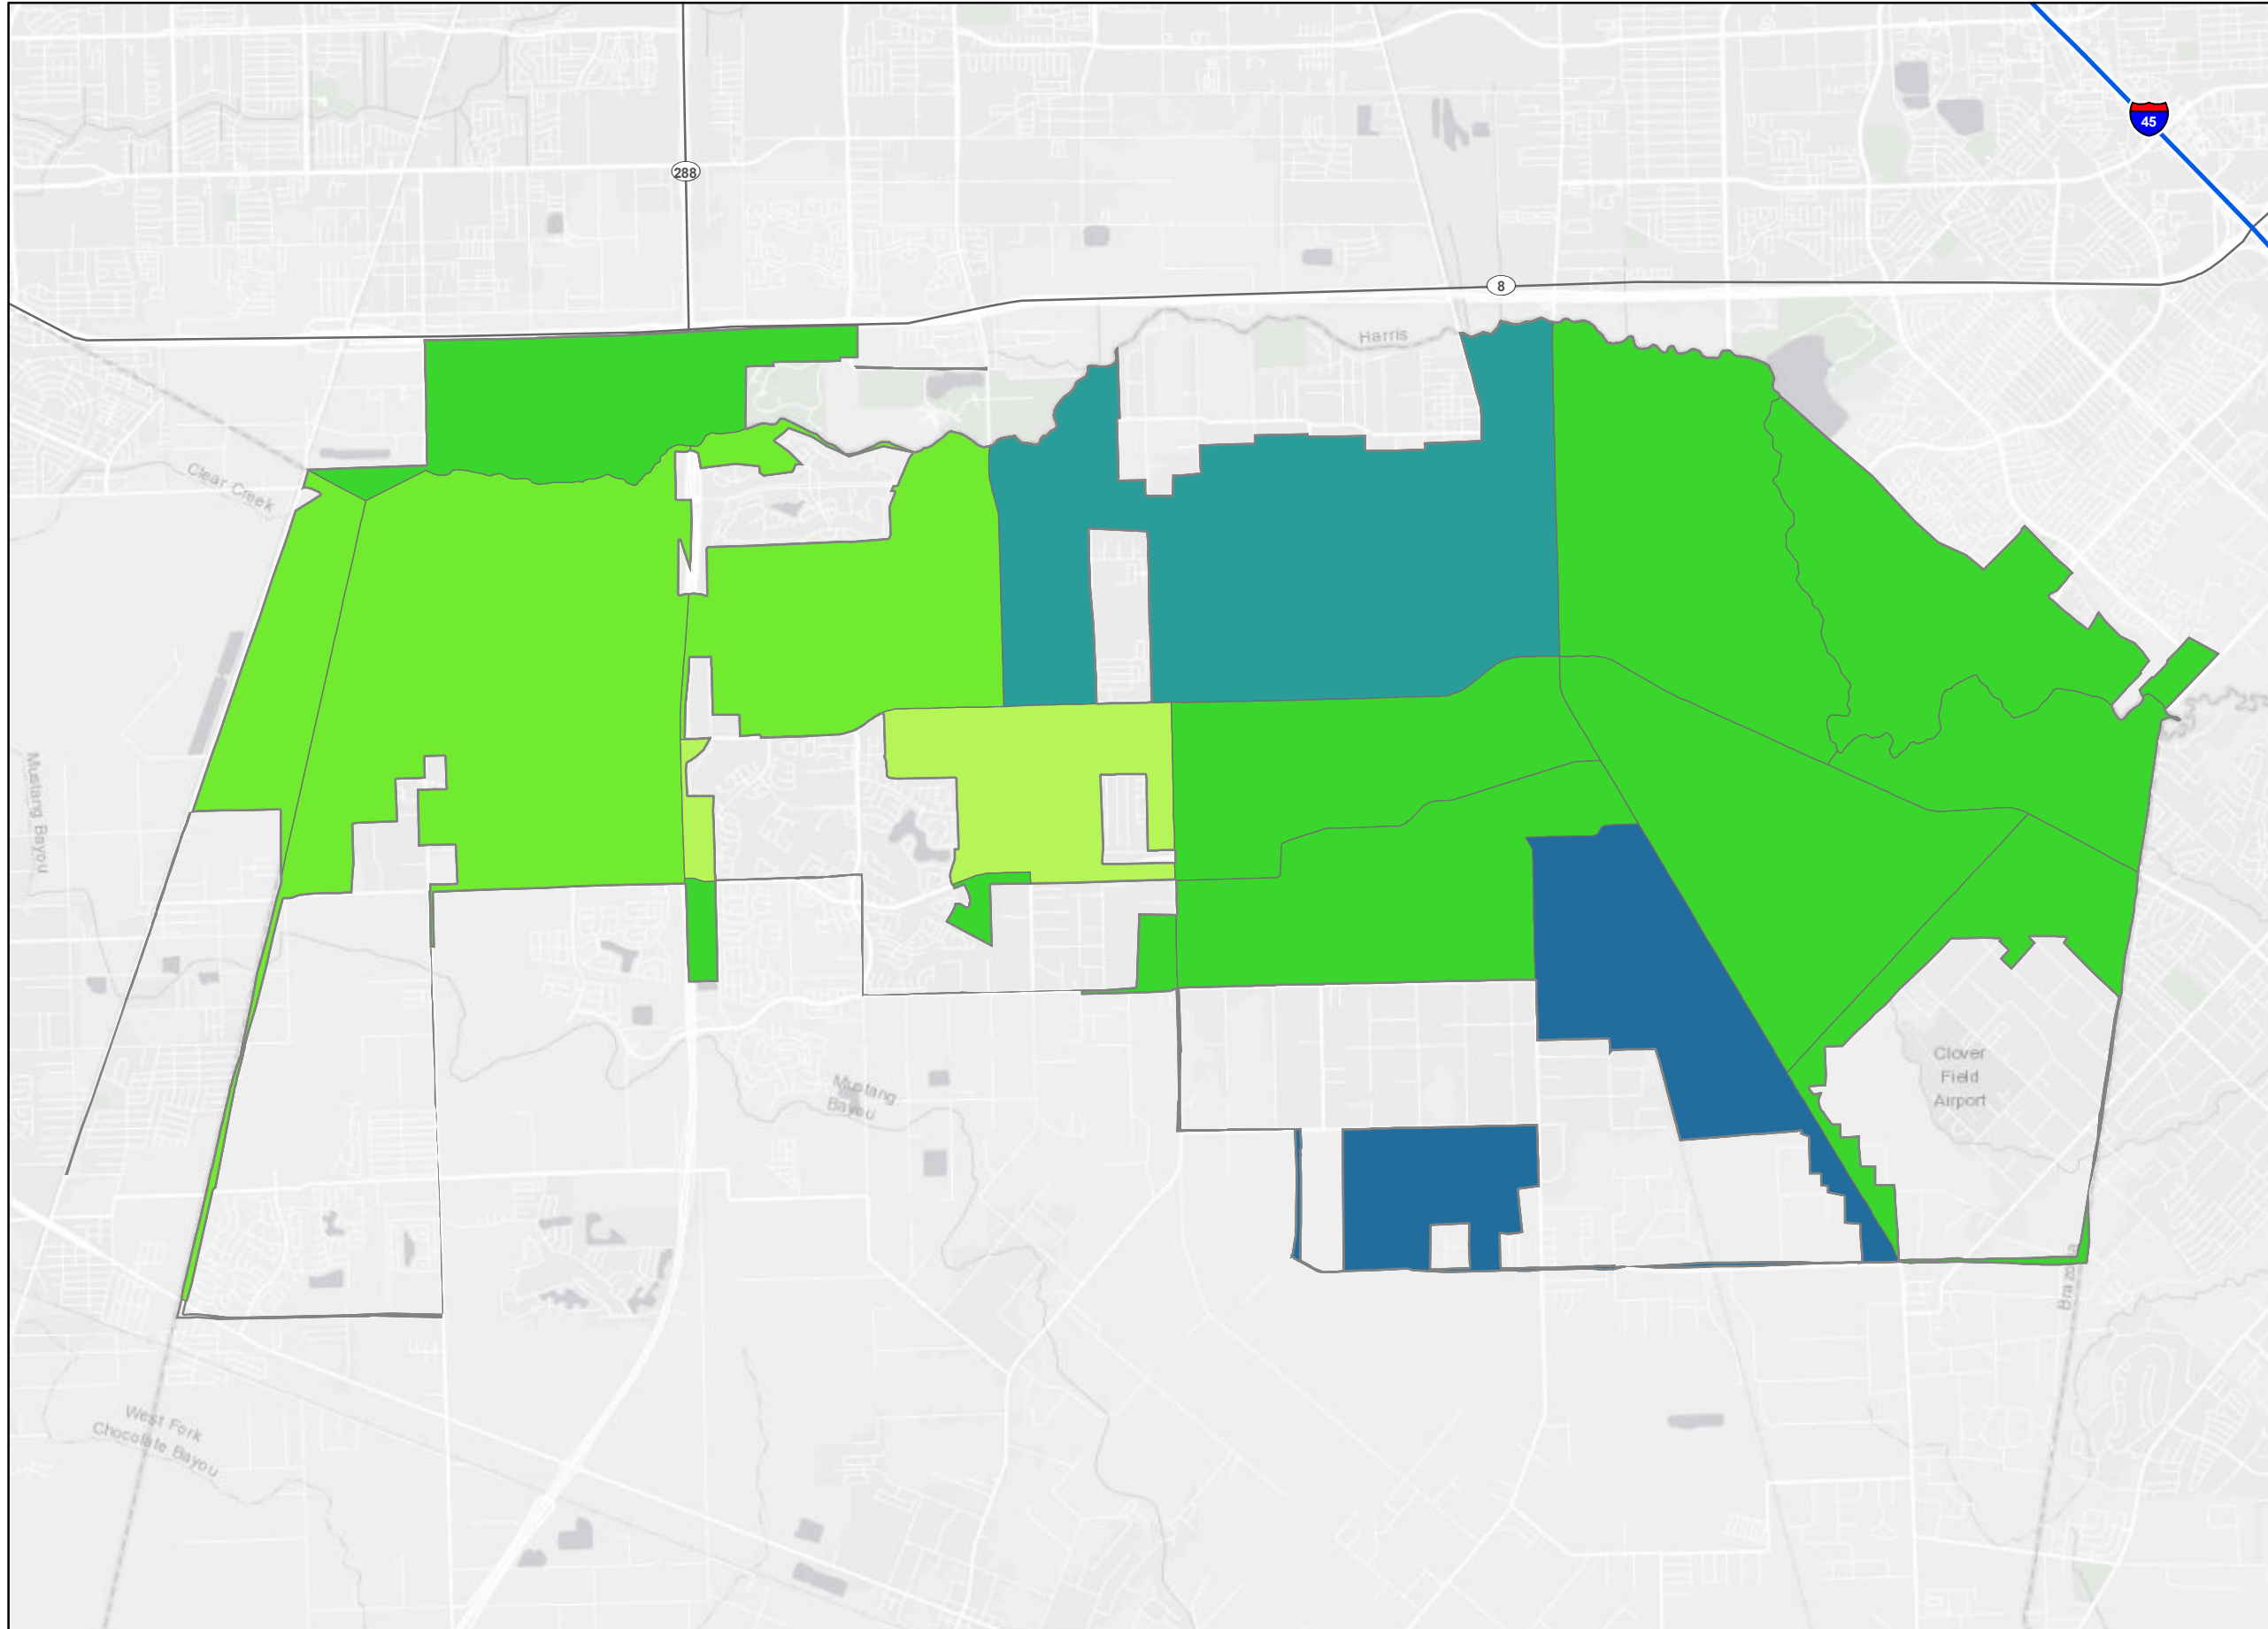 45
288
8
Harris
Clear Creek
Mustang Bayou
Clover
Field
Airport
Mustang
Bayou
West Fork
Chocolate Bayou